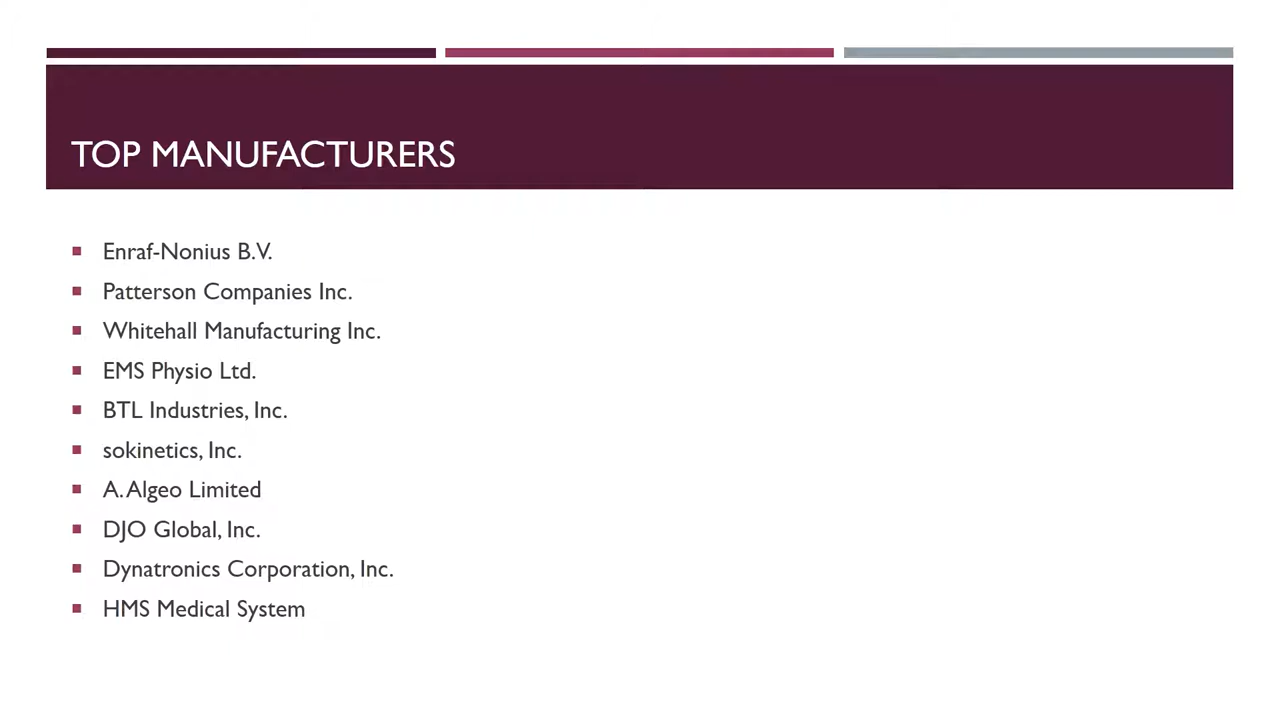 TOP MANUFACTURERS
Enraf-Nonius B.V.
Patterson Companies Inc.
Whitehall Manufacturing Inc.
EMS Physio Ltd.
BTL Industries, Inc.
sokinetics, Inc.
A. Algeo Limited
DJO Global, Inc.
Dynatronics Corporation, Inc.
HMS Medical System